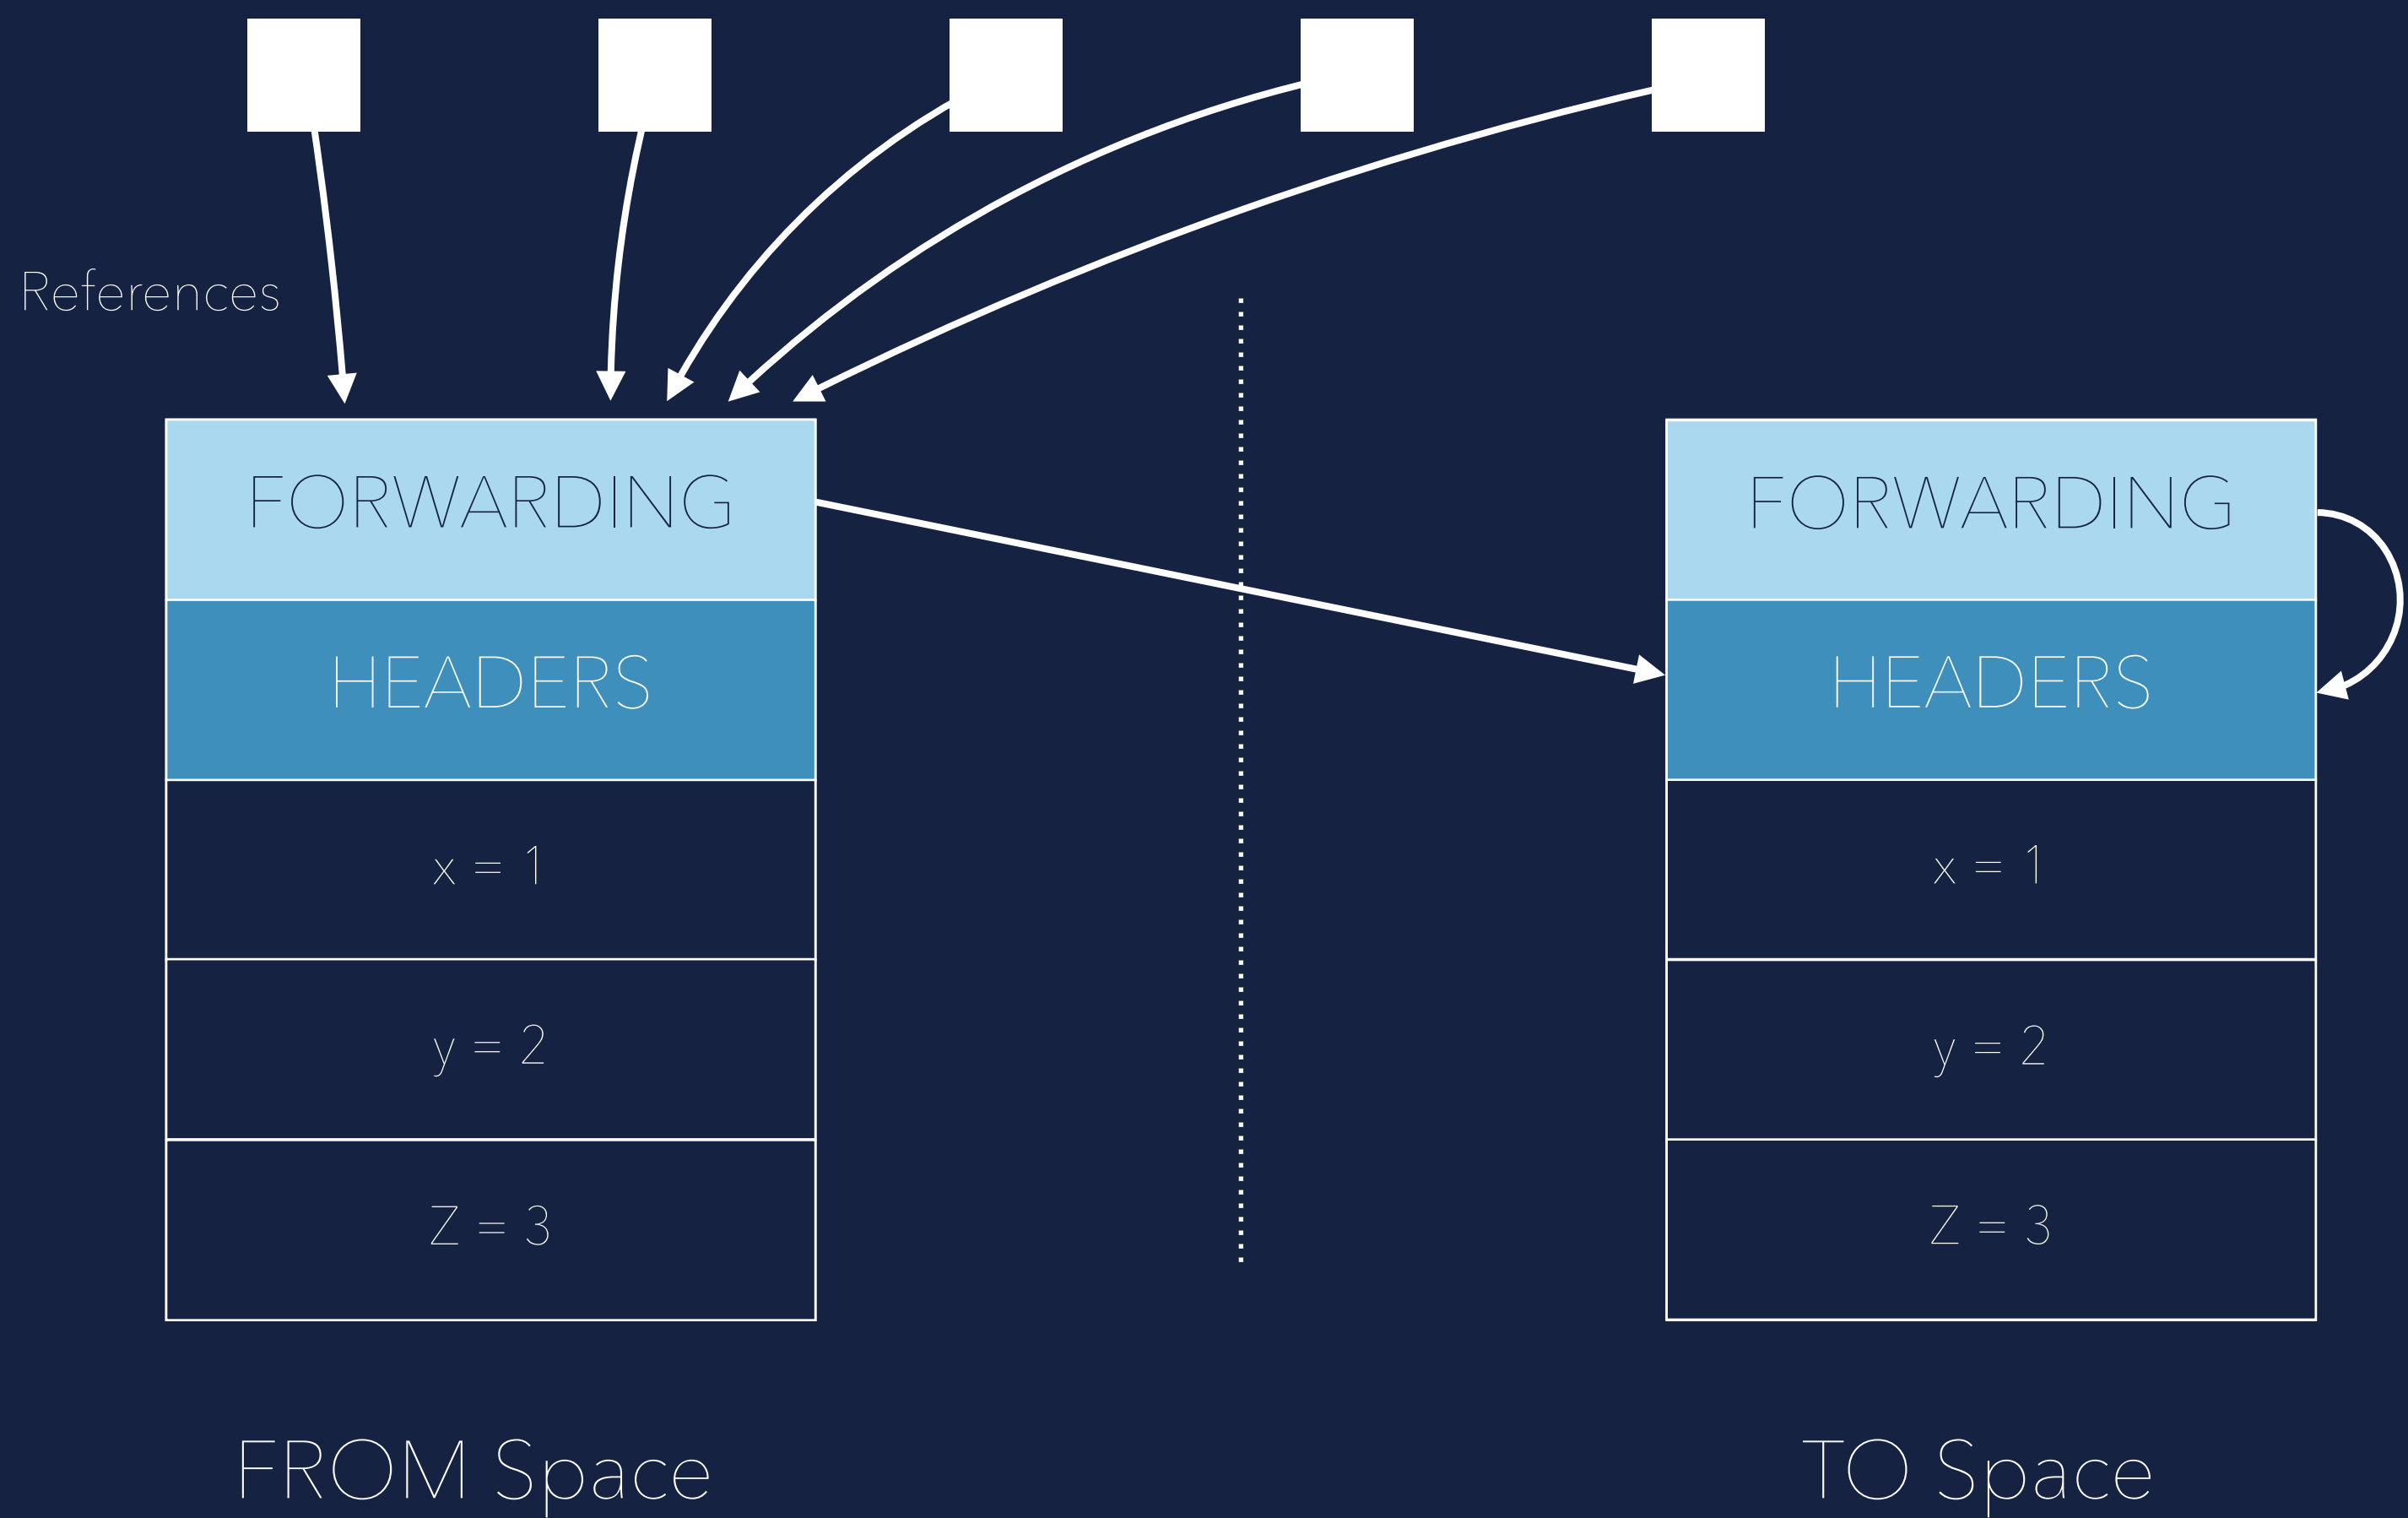 References
FORWARDING
HEADERS
x = 1
y = 2
Z = 3
FROM Space
FORWARDING
HEADERS
x = 1
y = 2
Z = 3
TO Space